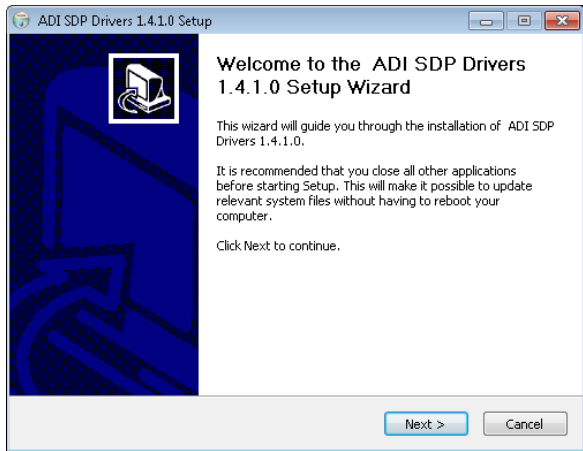 ADI SDP Drivers 1.4.1.0 Setup
Welcome to the ADI SDP Drivers
1.4.1.0 Setup Wizard
This wizard will guide you through the installation of ADI SDP
Drivers 1.4.1.0.
It is recommended that you close all other applications
before starting Setup. This will make it possible to update
relevant system files without having to reboot your
computer.
Click Next to continue.
Next >
Cancel